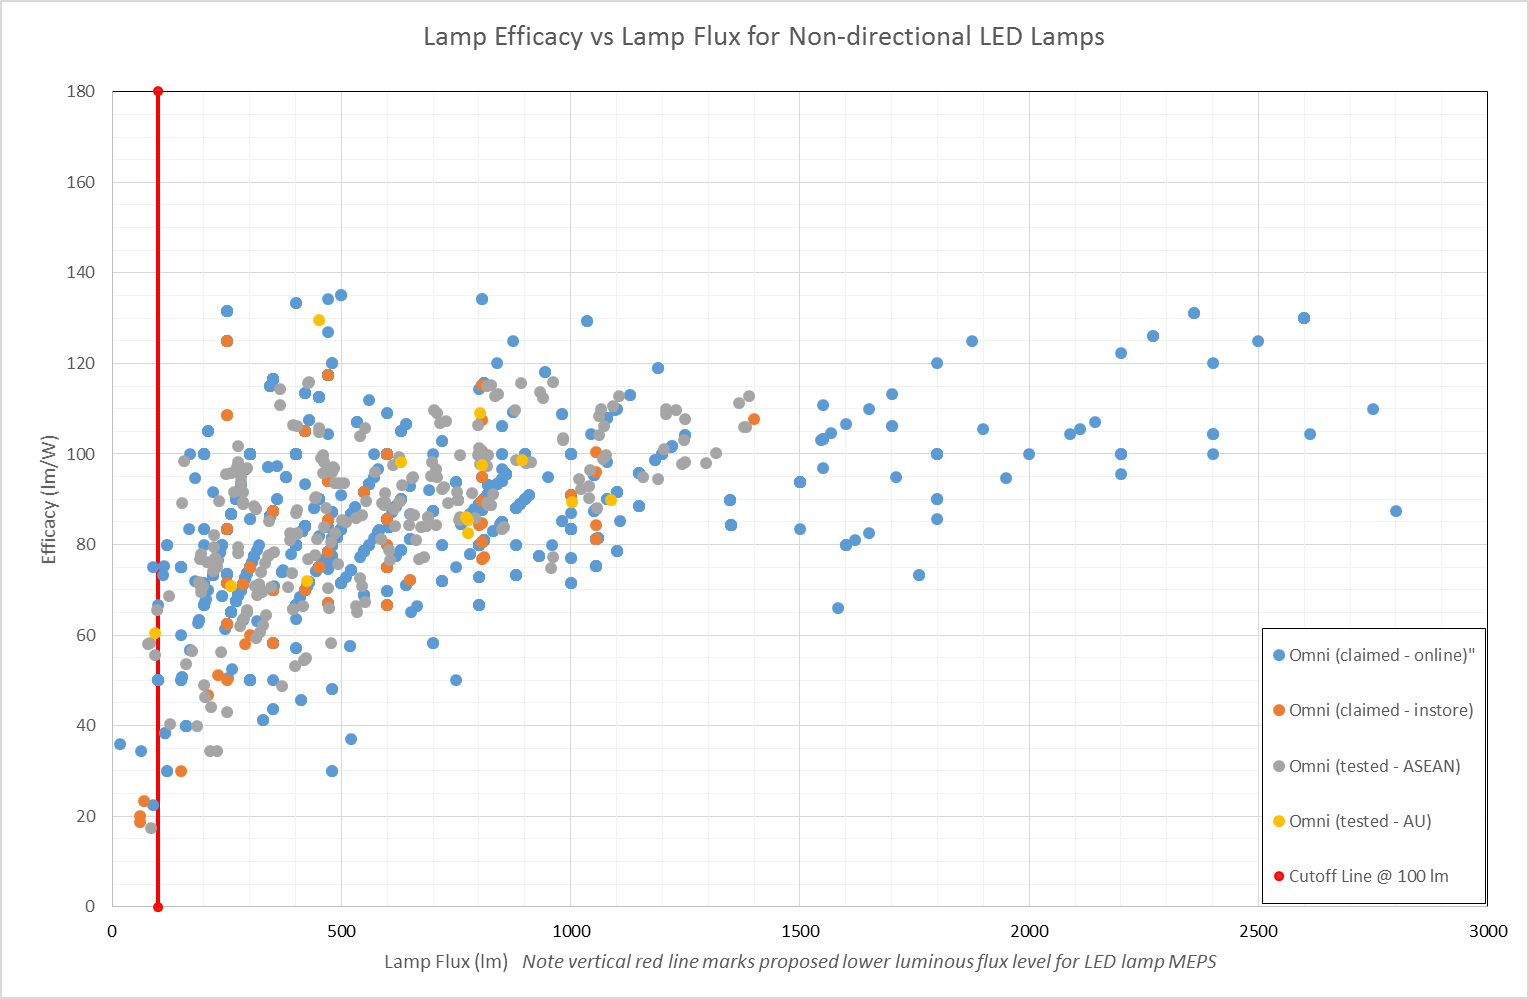 Lamp Efficacy vs Lamp Flux for Non-directional LED Lamps
180
160
140
120
100
80
60
40
20
0
Efficacy (lm/W)
Omni (claimed - online)"
Omni (claimed - instore)
Omni (tested - ASEAN)
Omni (tested - AU)
Cutoff Line @ 100 lm
0 500 1000 1500 2000 2500 3000
Lamp Flux (lm) Note vertical red line marks proposed lower luminous flux level for LED lamp MEPS